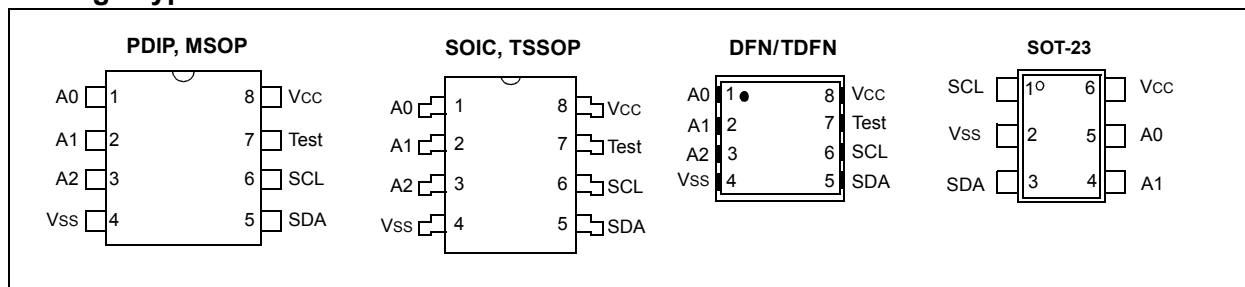 PDIP, MSOP
A0 1 8 VCC
A1 2 7 Test
A2 3 6 SCL
VSS 4 5 SDA
SOIC, TSSOP
A0 1 8 VCC
A1 2 7 Test
A2 3 6 SCL
VSS 4 5 SDA
DFN/TDFN
A0 1 8 VCC
A1 2 7 Test
A2 3 6 SCL
VSS 4 5 SDA
SOT-23
SCL 1 6 VCC
VSS 2 5 A0
SDA 3 4 A1